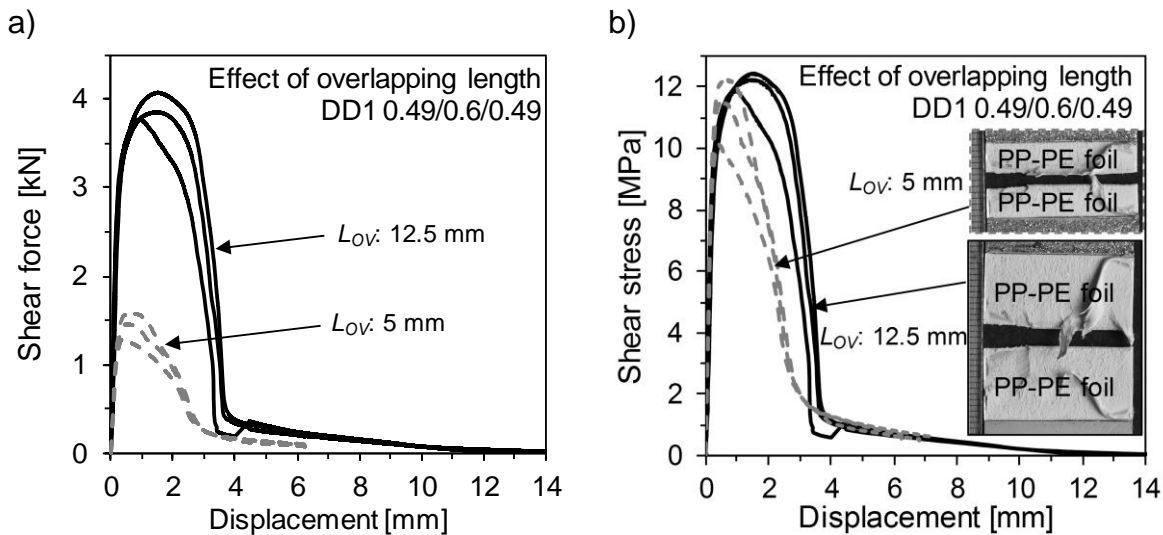 a)
Effect of overlapping length
DD1 0.49/0.6/0.49
Shear force [kN]
4
3
2
1
0
L_OV: 12.5 mm
L_OV: 5 mm
0 2 4 6 8 10 12 14
Displacement [mm]
b)
Effect of overlapping length
DD1 0.49/0.6/0.49
Shear stress [MPa]
12
10
8
6
4
2
0
L_OV: 5 mm
L_OV: 12.5 mm
PP-PE foil
PP-PE foil
PP-PE foil
PP-PE foil
0 2 4 6 8 10 12 14
Displacement [mm]